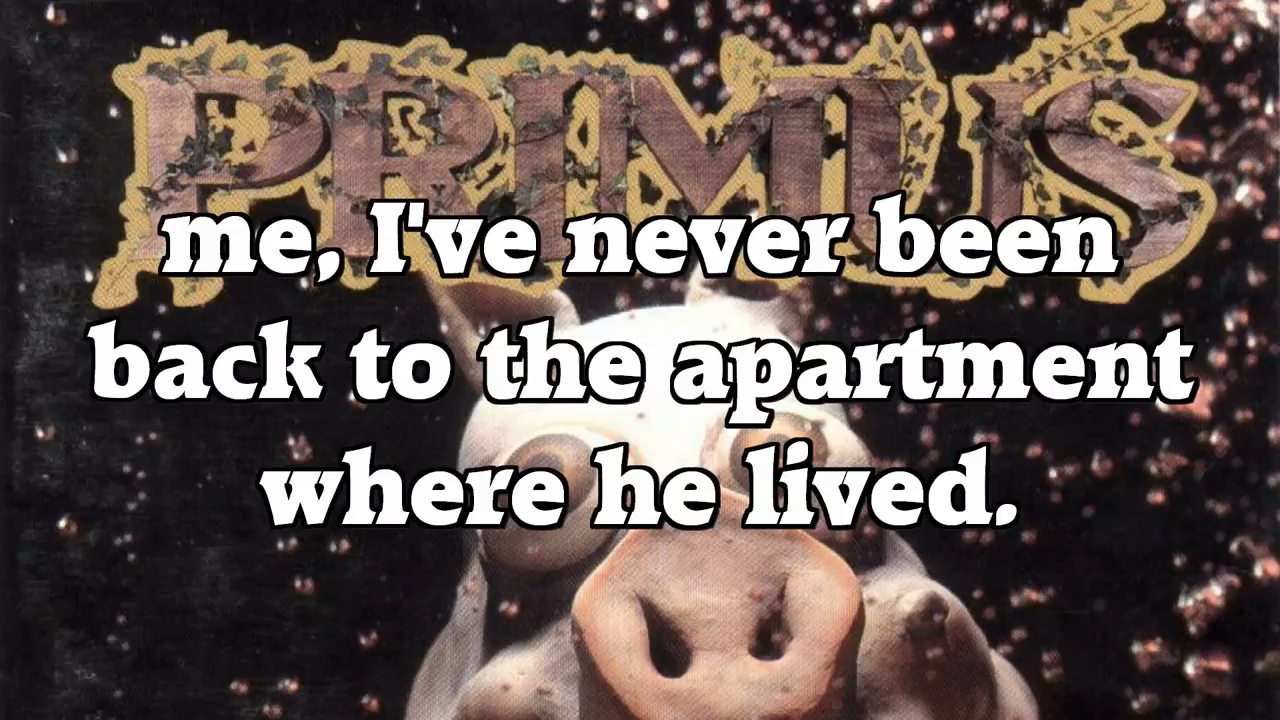 PRIMUS
me, I've never been
back to the apartment
where he lived.